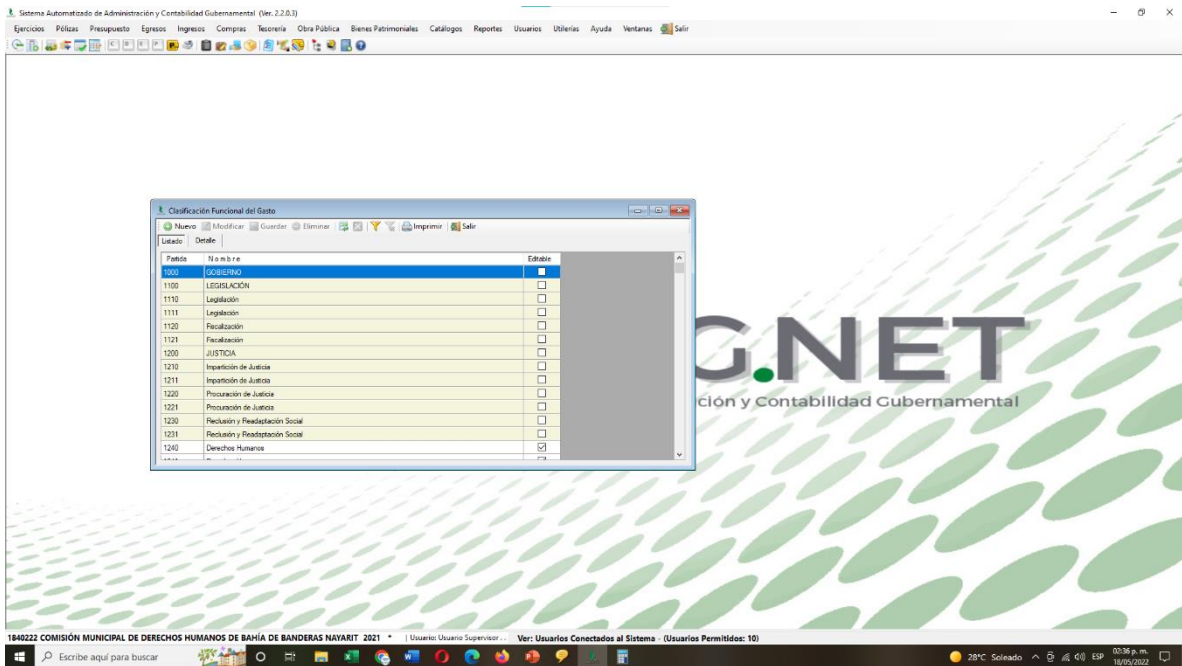 Sistema Automatizado de Administración y Contabilidad Gubernamental (Ver. 2.2.0.3)
Ejercicios Pólizas Presupuesto Egresos Ingresos Compras Tesorería Obra Pública Bienes Patrimoniales Catálogos Reportes Usuarios Utilerías Ayuda Ventanas Salir
Clasificación Funcional del Gasto
Nuevo Modificar Guardar Eliminar Imprimir Salir
Listado Detalle
Partida Nombre Editable
1000 GOBIERNO
1100 LEGISLACIÓN
1110 Legislación
1111 Legislación
1120 Fiscalización
1121 Fiscalización
1200 JUSTICIA
1210 Impartición de Justicia
1211 Impartición de Justicia
1220 Procuración de Justicia
1221 Procuración de Justicia
1230 Reclusión y Readaptación Social
1231 Reclusión y Readaptación Social
1240 Derechos Humanos
G.NET
ción y Contabilidad Gubernamental
1840222 COMISIÓN MUNICIPAL DE DERECHOS HUMANOS DE BAHÍA DE BANDERAS NAYARIT 2021 * | Usuario: Usuario Supervisor . . Ver: Usuarios Conectados al Sistema - (Usuarios Permitidos: 10)
Escribe aquí para buscar 28°C Soleado ESP 02:36 p. m.
18/05/2022